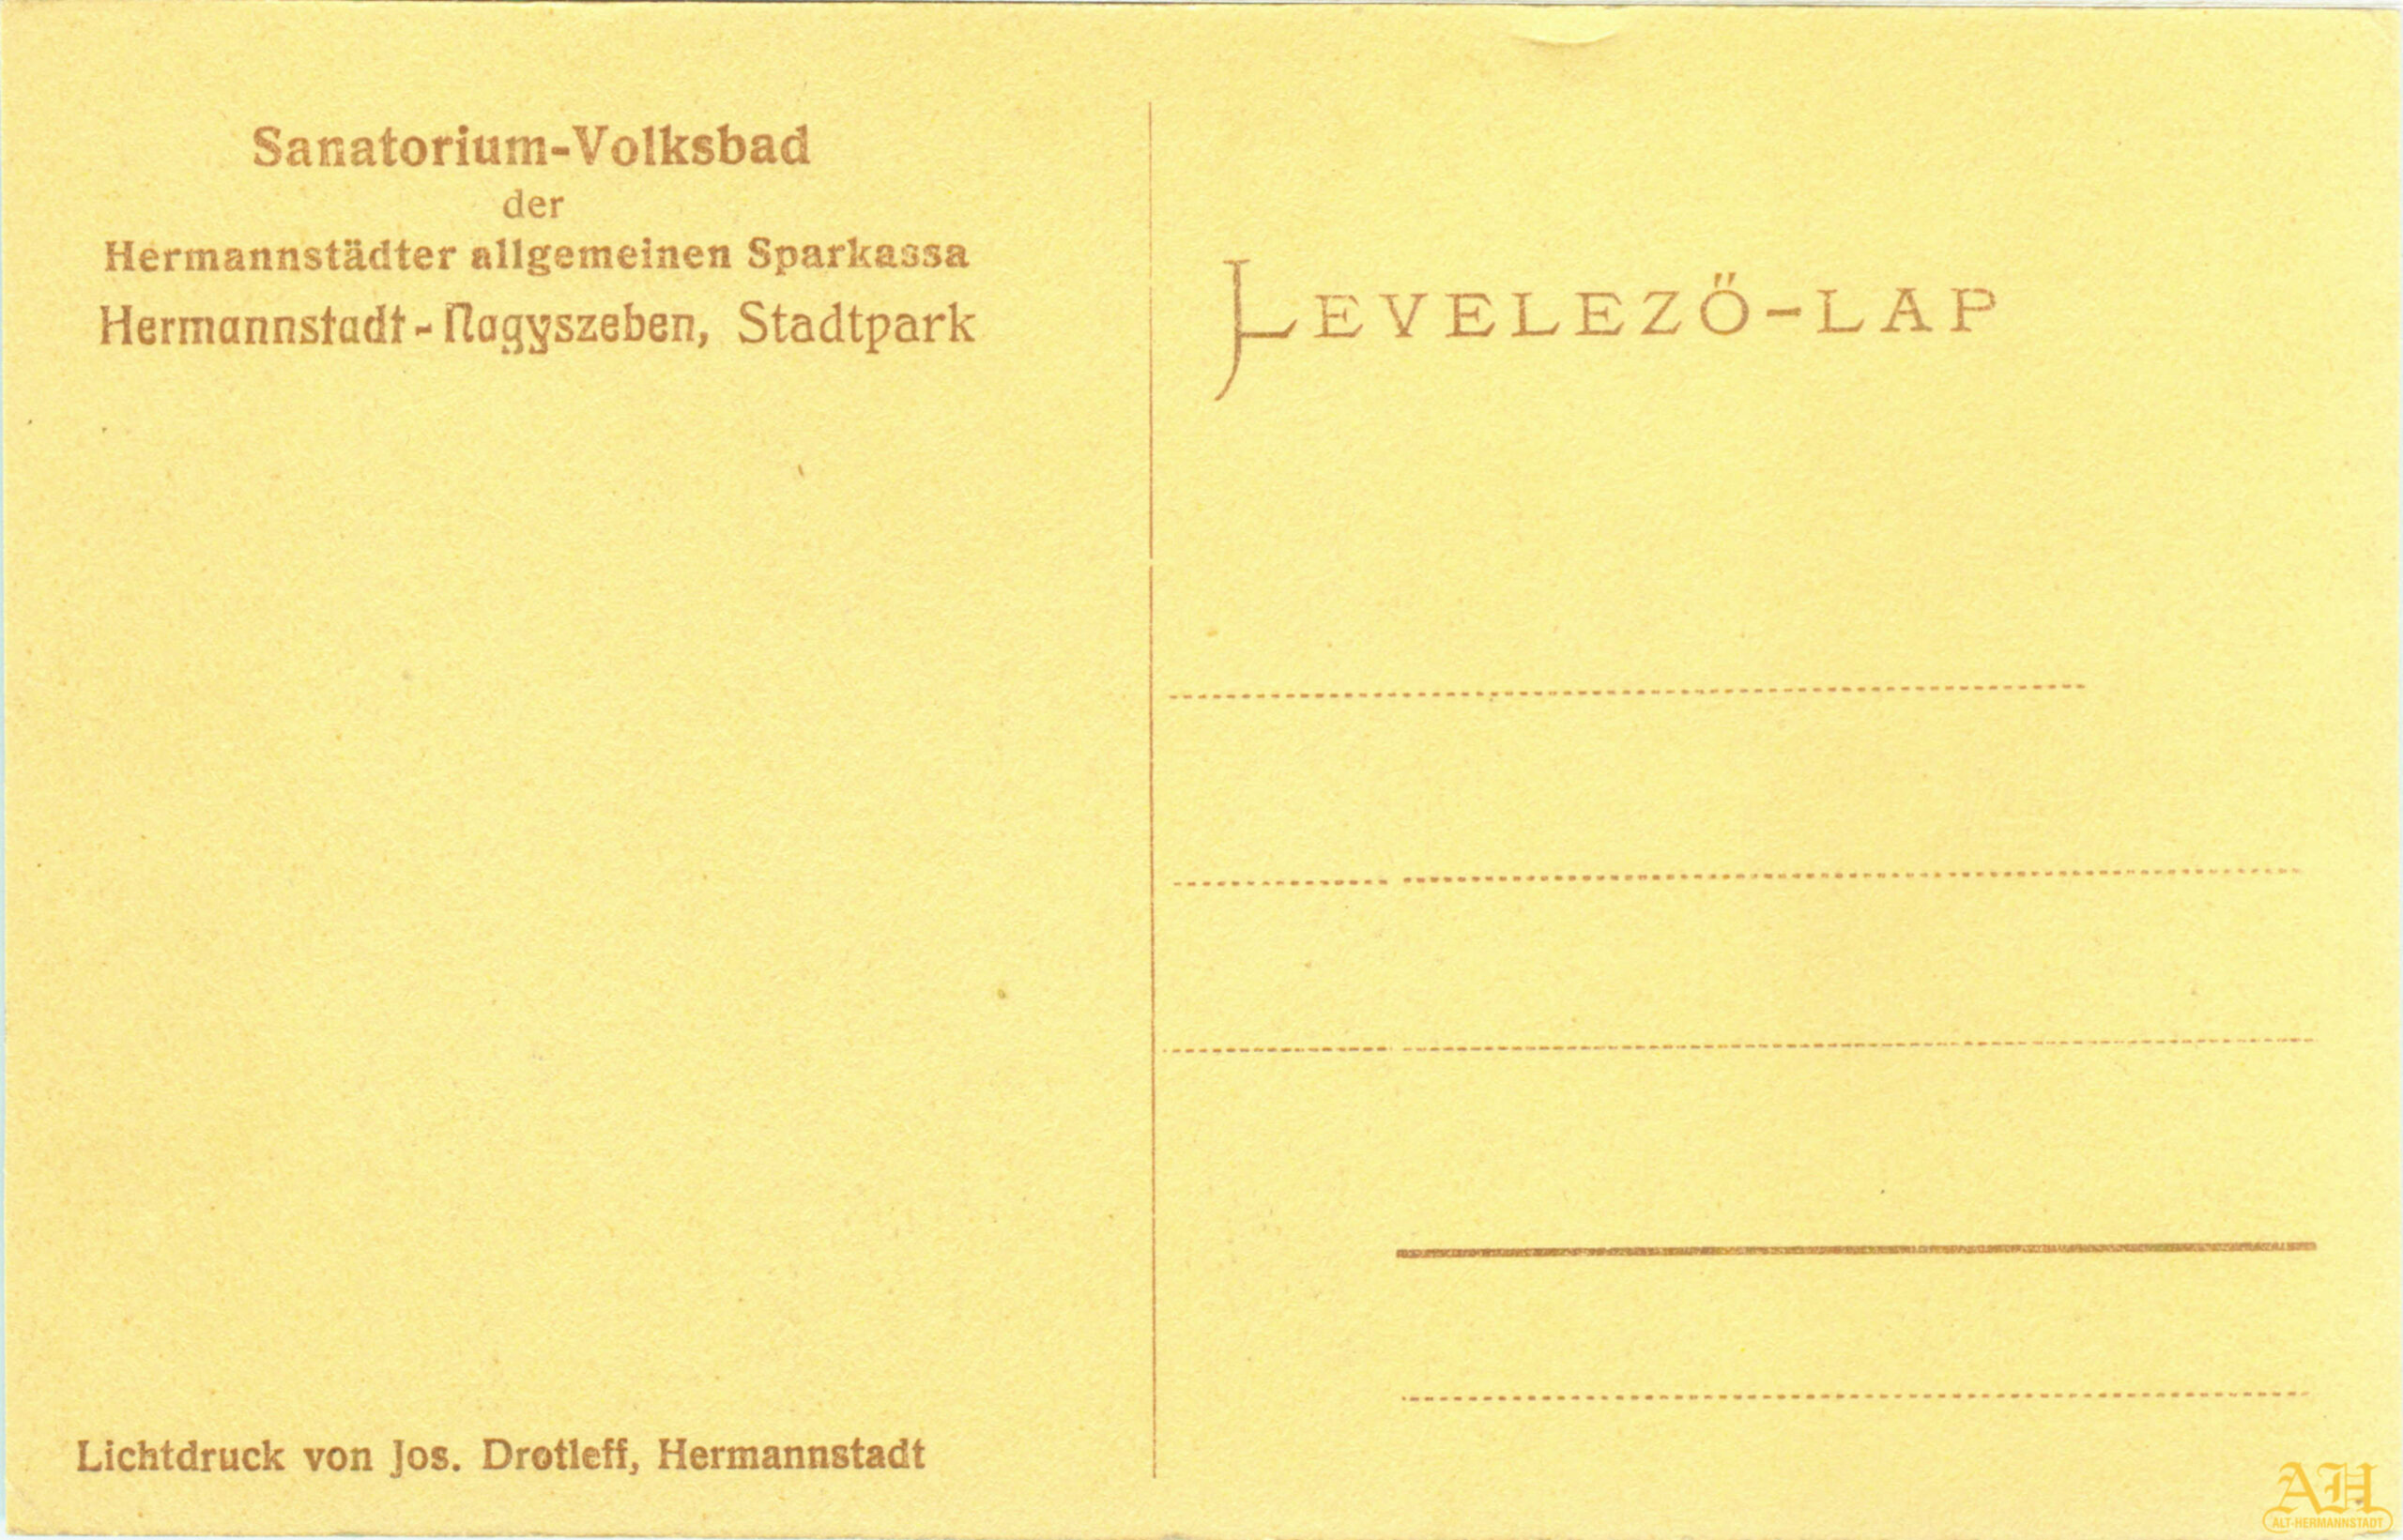 Sanatorium-Volksbad
der
Hermannstädter allgemeinen Sparkassa
Hermannstadt-Nagyszeben, Stadtpark
LEVELEZŐ-LAP
Lichtdruck von Jos. Drotleff, Hermannstadt
AH
ALT-HERMANNSTADT